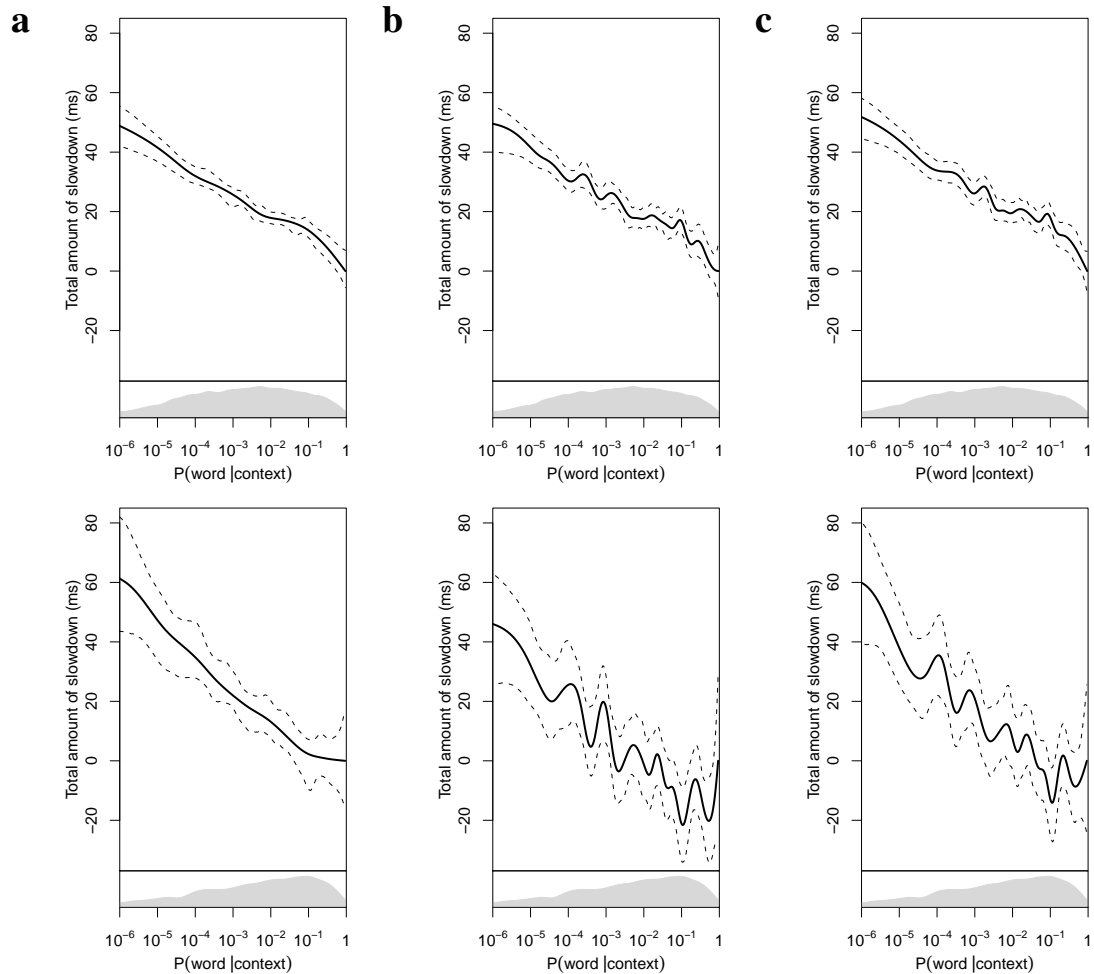 a b c
Total amount of slowdown (ms) Total amount of slowdown (ms) Total amount of slowdown (ms)
80 80 80
60 60 60
40 40 40
20 20 20
0 0 0
−20 −20 −20
10⁻⁶ 10⁻⁵ 10⁻⁴ 10⁻³ 10⁻² 10⁻¹ 1 10⁻⁶ 10⁻⁵ 10⁻⁴ 10⁻³ 10⁻² 10⁻¹ 1 10⁻⁶ 10⁻⁵ 10⁻⁴ 10⁻³ 10⁻² 10⁻¹ 1
P(word |context) P(word |context) P(word |context)
Total amount of slowdown (ms) Total amount of slowdown (ms) Total amount of slowdown (ms)
80 80 80
60 60 60
40 40 40
20 20 20
0 0 0
−20 −20 −20
10⁻⁶ 10⁻⁵ 10⁻⁴ 10⁻³ 10⁻² 10⁻¹ 1 10⁻⁶ 10⁻⁵ 10⁻⁴ 10⁻³ 10⁻² 10⁻¹ 1 10⁻⁶ 10⁻⁵ 10⁻⁴ 10⁻³ 10⁻² 10⁻¹ 1
P(word |context) P(word |context) P(word |context)